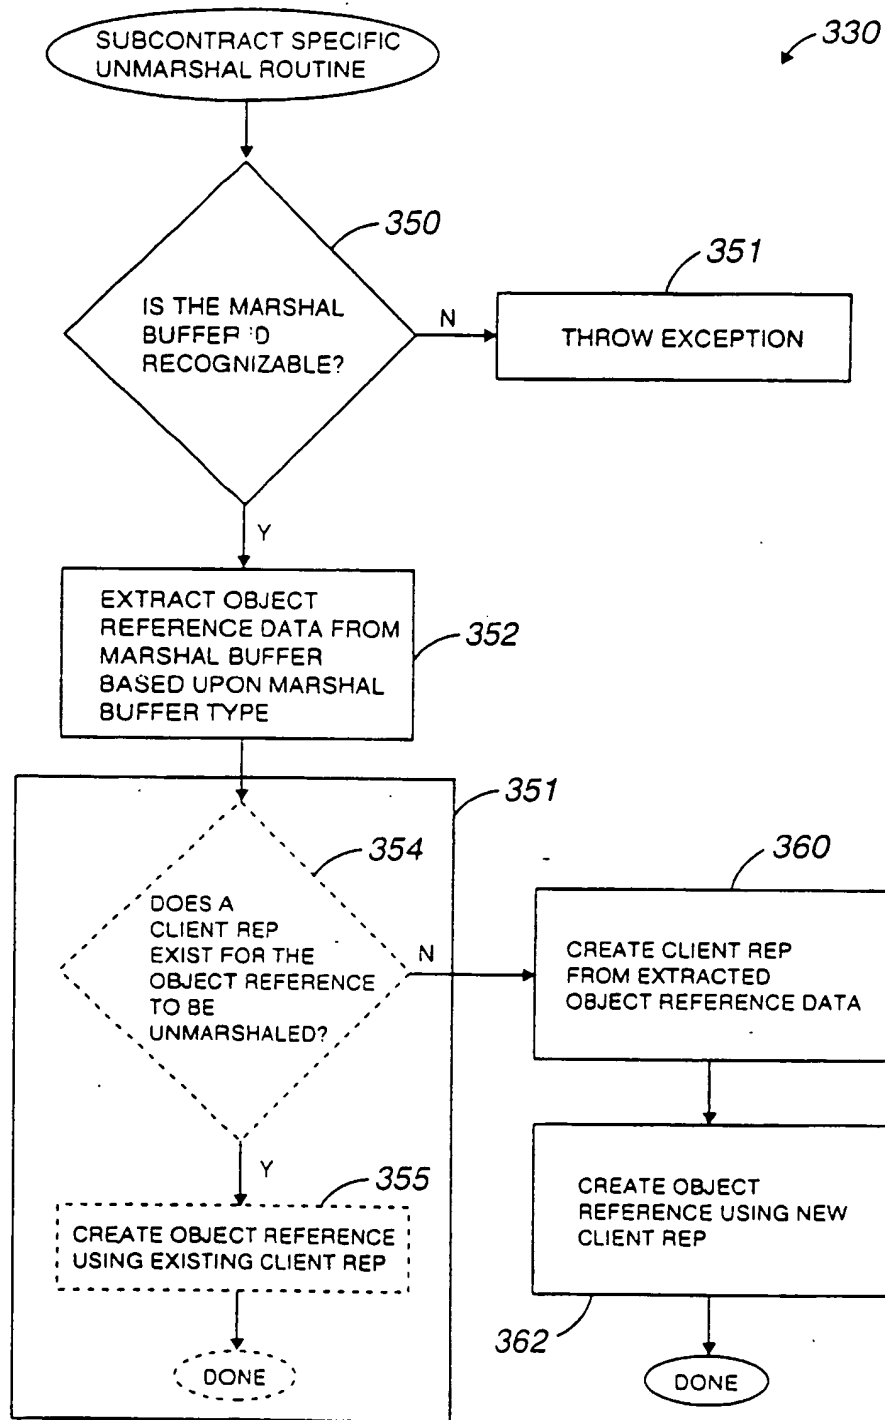 SUBCONTRACT SPECIFIC
UNMARSHAL ROUTINE
330
350
IS THE MARSHAL
BUFFER ID
RECOGNIZABLE?
N
351
THROW EXCEPTION
Y
EXTRACT OBJECT
REFERENCE DATA FROM
MARSHAL BUFFER
BASED UPON MARSHAL
BUFFER TYPE
352
351
354
DOES A
CLIENT REP
EXIST FOR THE
OBJECT REFERENCE
TO BE
UNMARSHALED?
N
360
CREATE CLIENT REP
FROM EXTRACTED
OBJECT REFERENCE DATA
Y
355
CREATE OBJECT REFERENCE
USING EXISTING CLIENT REP
CREATE OBJECT
REFERENCE USING NEW
CLIENT REP
362
DONE
DONE